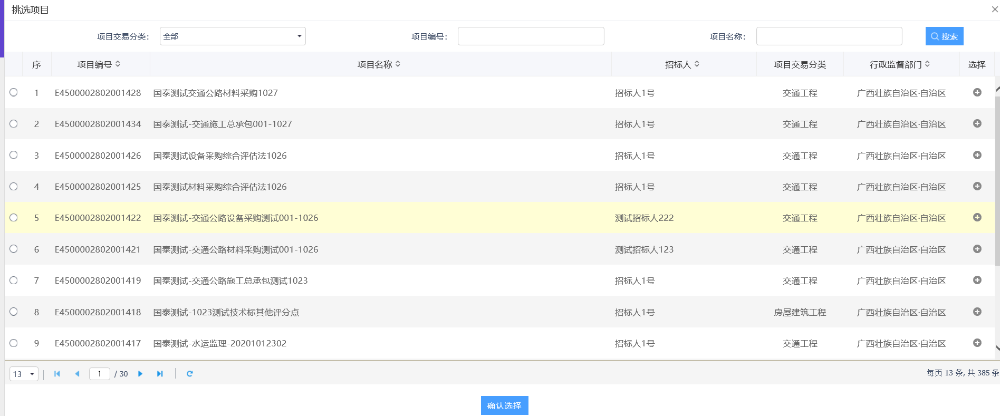 挑选项目
项目交易分类： 全部 项目编号： 项目名称： 搜索
序 项目编号 项目名称 招标人 项目交易分类 行政监督部门 选择
1 E4500002802001428 国泰测试交通公路材料采购1027 招标人1号 交通工程 广西壮族自治区·自治区
2 E4500002802001434 国泰测试-交通施工总承包001-1027 招标人1号 交通工程 广西壮族自治区·自治区
3 E4500002802001426 国泰测试设备采购综合评估法1026 招标人1号 交通工程 广西壮族自治区·自治区
4 E4500002802001425 国泰测试材料采购综合评估法1026 招标人1号 交通工程 广西壮族自治区·自治区
5 E4500002802001422 国泰测试-交通公路设备采购测试001-1026 测试招标人222 交通工程 广西壮族自治区·自治区
6 E4500002802001421 国泰测试-交通公路材料采购测试001-1026 测试招标人123 交通工程 广西壮族自治区·自治区
7 E4500002802001419 国泰测试-交通公路施工总承包测试1023 招标人1号 交通工程 广西壮族自治区·自治区
8 E4500002802001418 国泰测试-1023测试技术标其他评分点 招标人1号 房屋建筑工程 广西壮族自治区·自治区
9 E4500002802001417 国泰测试-水运监理-20201012302 招标人1号 交通工程 广西壮族自治区·自治区
13 1 / 30 每页 13 条, 共 385 条
确认选择